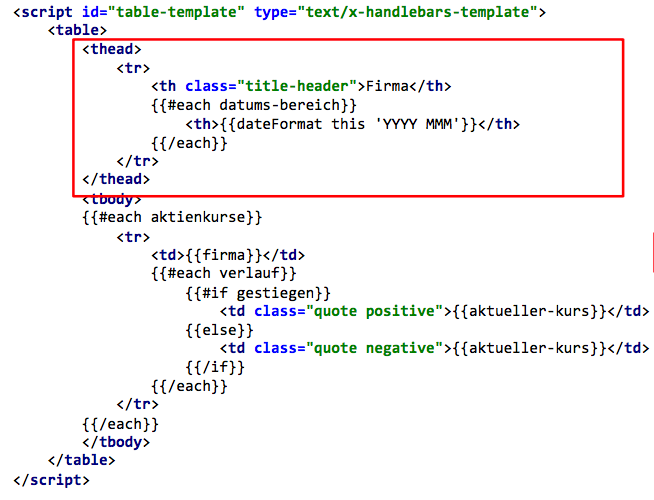 <script id="table-template" type="text/x-handlebars-template">
    <table>
        <thead>
            <tr>
                <th class="title-header">Firma</th>
                {{#each datums-bereich}}
                    <th>{{dateFormat this 'YYYY MMM'}}</th>
                {{/each}}
            </tr>
        </thead>
        <tbody>
        {{#each aktienkurse}}
            <tr>
                <td>{{firma}}</td>
                {{#each verlauf}}
                    {{#if gestiegen}}
                        <td class="quote positive">{{aktueller-kurs}}</td>
                    {{else}}
                        <td class="quote negative">{{aktueller-kurs}}</td>
                    {{/if}}
                {{/each}}
            </tr>
        {{/each}}
        </tbody>
    </table>
</script>